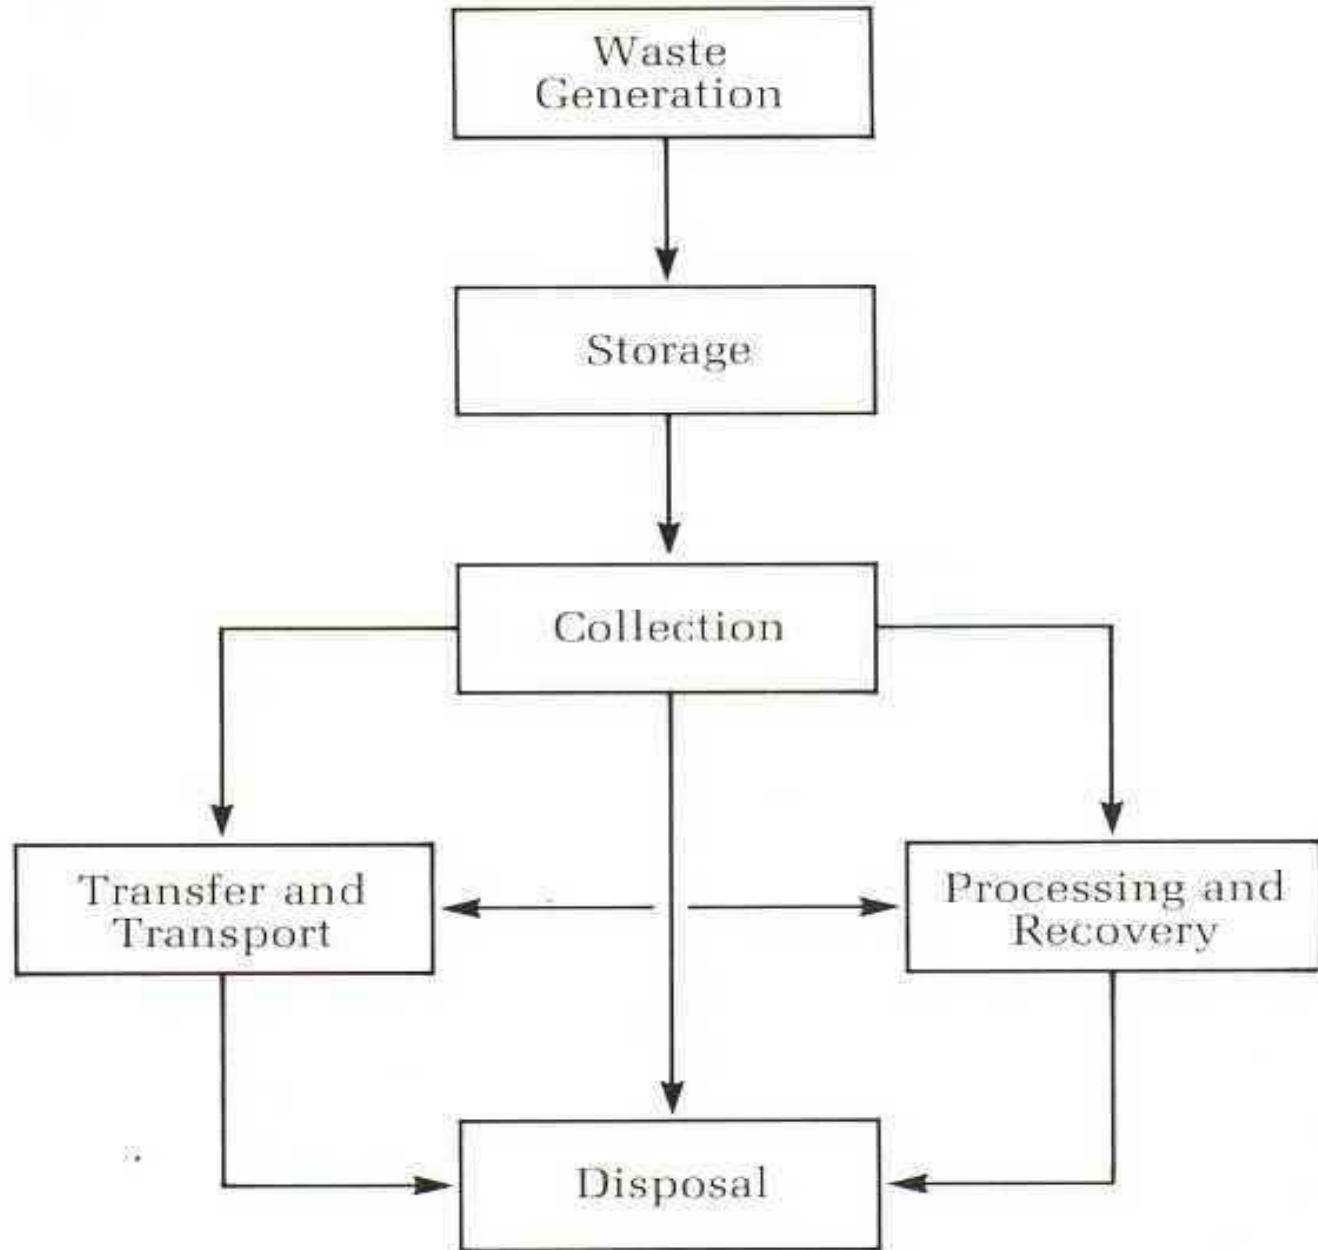 Waste
Generation
Storage
Collection
Transfer and
Transport
Processing and
Recovery
Disposal